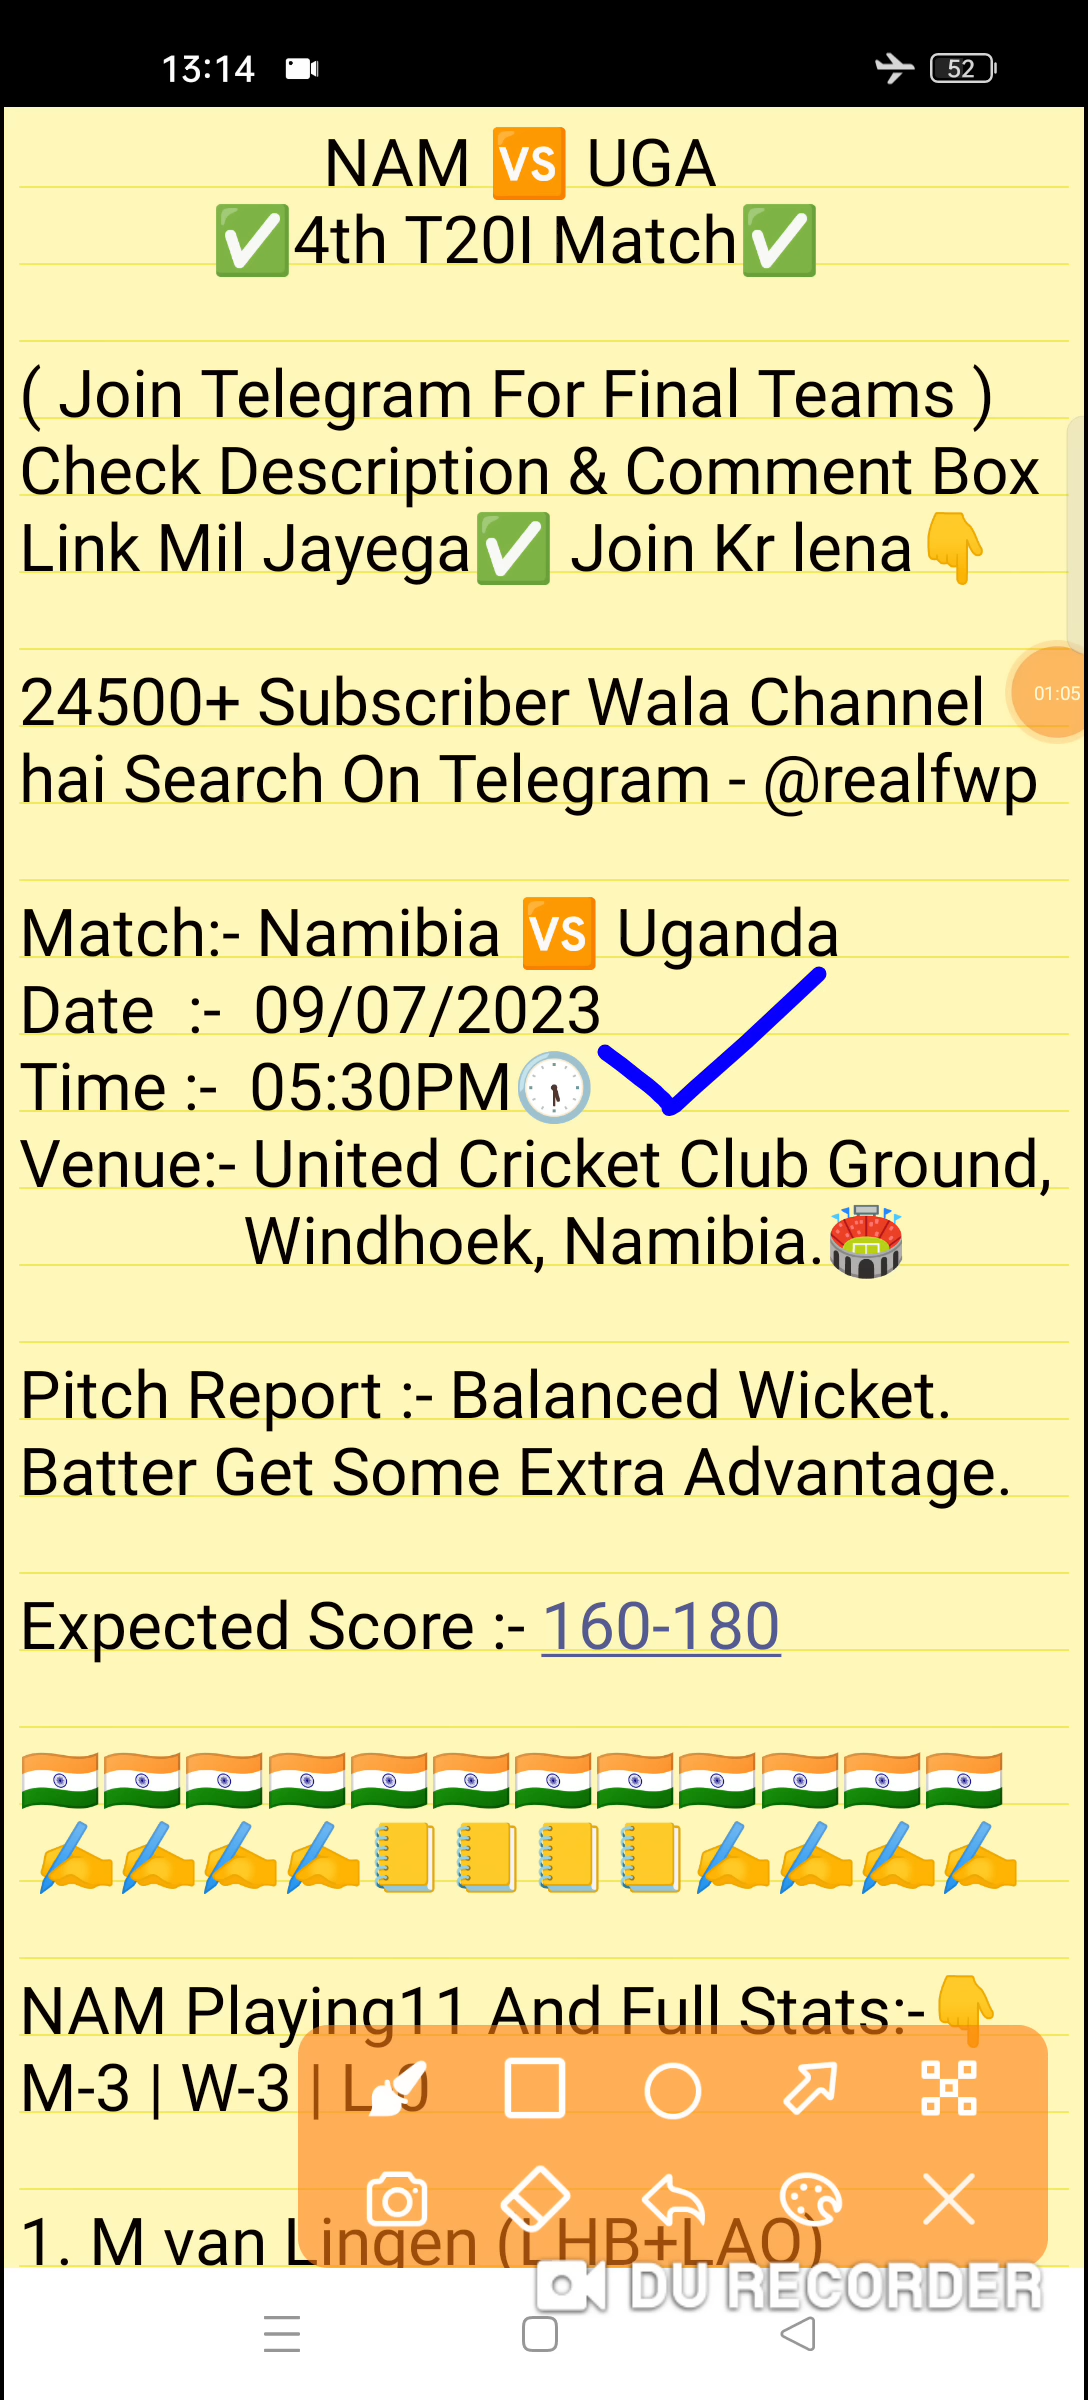 13:14
52
NAM 🆚 UGA
✅4th T20I Match✅
( Join Telegram For Final Teams )
Check Description & Comment Box
Link Mil Jayega✅ Join Kr lena👇
24500+ Subscriber Wala Channel
01:05
hai Search On Telegram - @realfwp
Match:- Namibia 🆚 Uganda
Date :- 09/07/2023
Time :- 05:30PM🕠
Venue:- United Cricket Club Ground,
Windhoek, Namibia.🏟️
Pitch Report :- Balanced Wicket.
Batter Get Some Extra Advantage.
Expected Score :- 160-180
🇮🇳🇮🇳🇮🇳🇮🇳🇮🇳🇮🇳🇮🇳🇮🇳🇮🇳🇮🇳🇮🇳🇮🇳
✍️✍️✍️✍️📒📒📒📒✍️✍️✍️✍️
NAM Playing11 And Full Stats:-👇
M-3 | W-3 | L-0
1. M van Lingen (LHB+LAO)
DU RECORDER